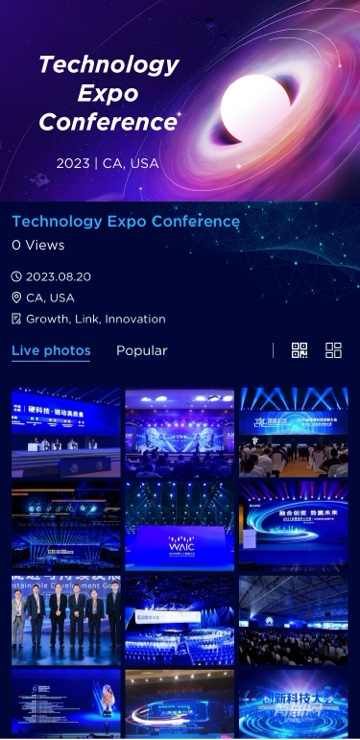 Technology
Expo
Conference
2023 | CA, USA
Technology Expo Conference
0 Views
2023.08.20
CA, USA
Growth, Link, Innovation
Live photos
Popular
硬科技·驱动高质量
WAIC
融合创变 势赢未来
Sustainable Development Go
新科技大